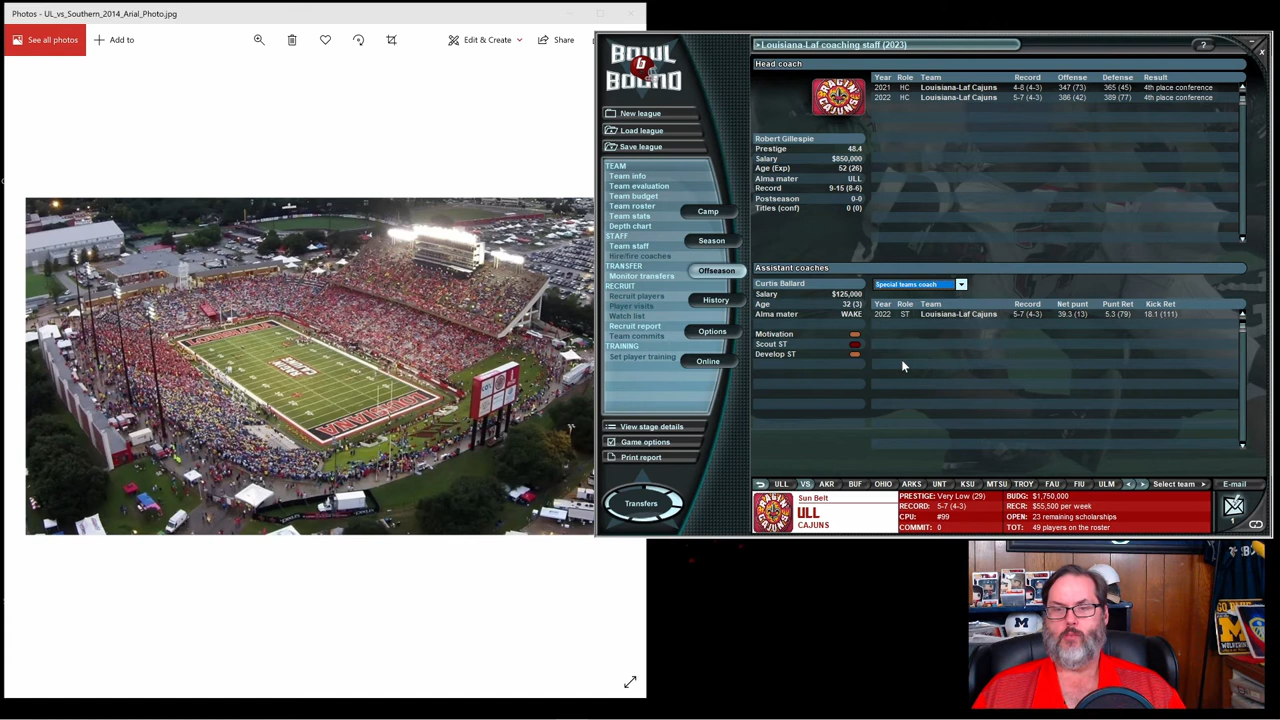 Photos - UL_vs_Southern_2014_Arial_Photo.jpg
See all photos
Add to
Edit & Create
Share
LOUISIANA
BOWL
BOUND
New league
Load league
Save league
TEAM
Team info
Team evaluation
Team budget
Team roster
Team stats
Depth chart
STAFF
Team staff
Hire/fire coaches
TRANSFER
Monitor transfers
RECRUIT
Recruit players
Player visits
Watch list
Recruit report
Team commits
TRAINING
Set player training
Camp
Season
Offseason
History
Options
Online
View stage details
Game options
Print report
Transfers
Louisiana-Laf coaching staff (2023)
?
Head coach
RAGIN
CAJUNS
Year Role Team Record Offense Defense Result
2021 HC Louisiana-Laf Cajuns 4-8 (4-3) 347 (73) 365 (45) 4th place conference
2022 HC Louisiana-Laf Cajuns 5-7 (4-3) 386 (42) 389 (77) 4th place conference
Robert Gillespie
Prestige 48.4
Salary $850,000
Age (Exp) 52 (26)
Alma mater ULL
Record 9-15 (8-6)
Postseason 0-0
Titles (conf) 0 (0)
Assistant coaches
Curtis Ballard
Special teams coach
Salary $125,000
Age 32 (3)
Alma mater WAKE
Year Role Team Record Net punt Punt Ret Kick Ret
2022 ST Louisiana-Laf Cajuns 5-7 (4-3) 39.3 (13) 5.3 (79) 18.1 (111)
Motivation
Scout ST
Develop ST
ULL VS AKR BUF OHIO ARKS UNT KSU MTSU TROY FAU FIU ULM Select team E-mail
RAGIN
CAJUNS
Sun Belt
ULL
CAJUNS
PRESTIGE: Very Low (29)
RECORD: 5-7 (4-3)
CPU: #99
COMMIT: 0
BUDG: $1,750,000
RECR: $55,500 per week
OPEN: 23 remaining scholarships
TOT: 49 players on the roster
1
M
GO BLUE
M